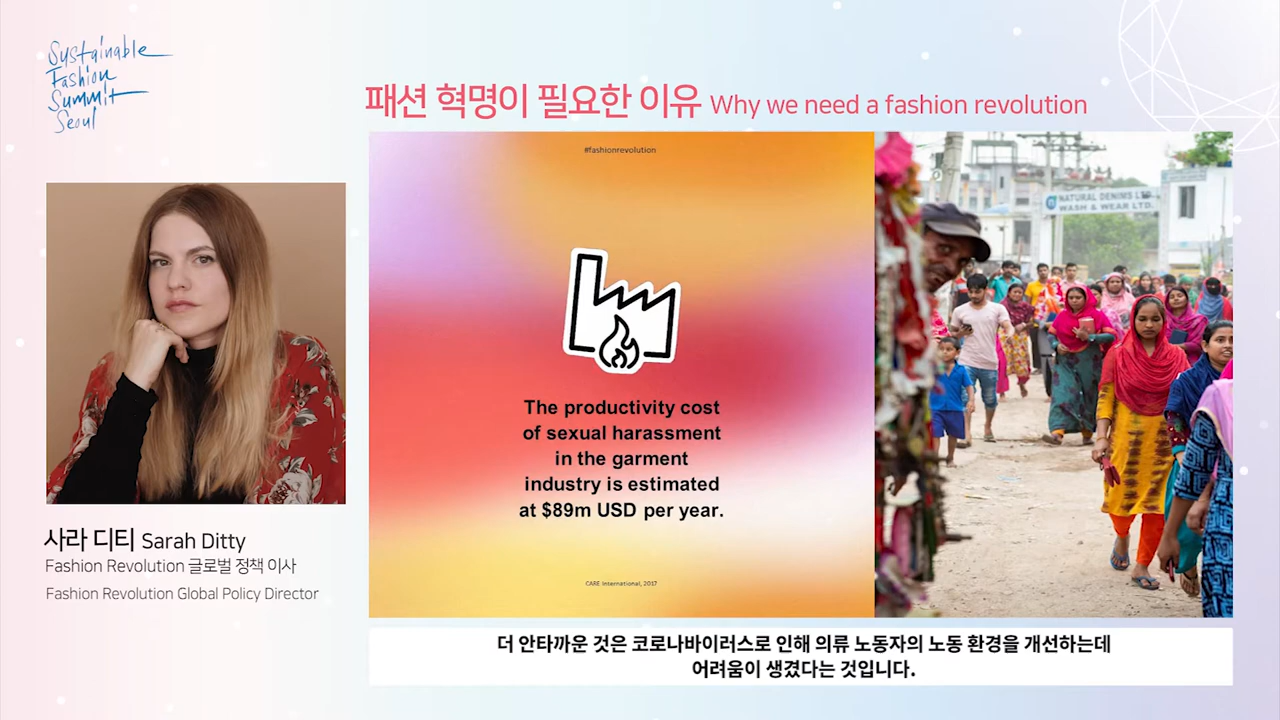 Sustainable
Fashion
Summit
Seoul
패션 혁명이 필요한 이유 Why we need a fashion revolution
#fashionrevolution
The productivity cost
of sexual harassment
in the garment
industry is estimated
at $89m USD per year.
CARE International, 2017
NATURAL DENIMS LTD.
WASH & WEAR LTD.
사라 디티 Sarah Ditty
Fashion Revolution 글로벌 정책 이사
Fashion Revolution Global Policy Director
더 안타까운 것은 코로나바이러스로 인해 의류 노동자의 노동 환경을 개선하는데
어려움이 생겼다는 것입니다.